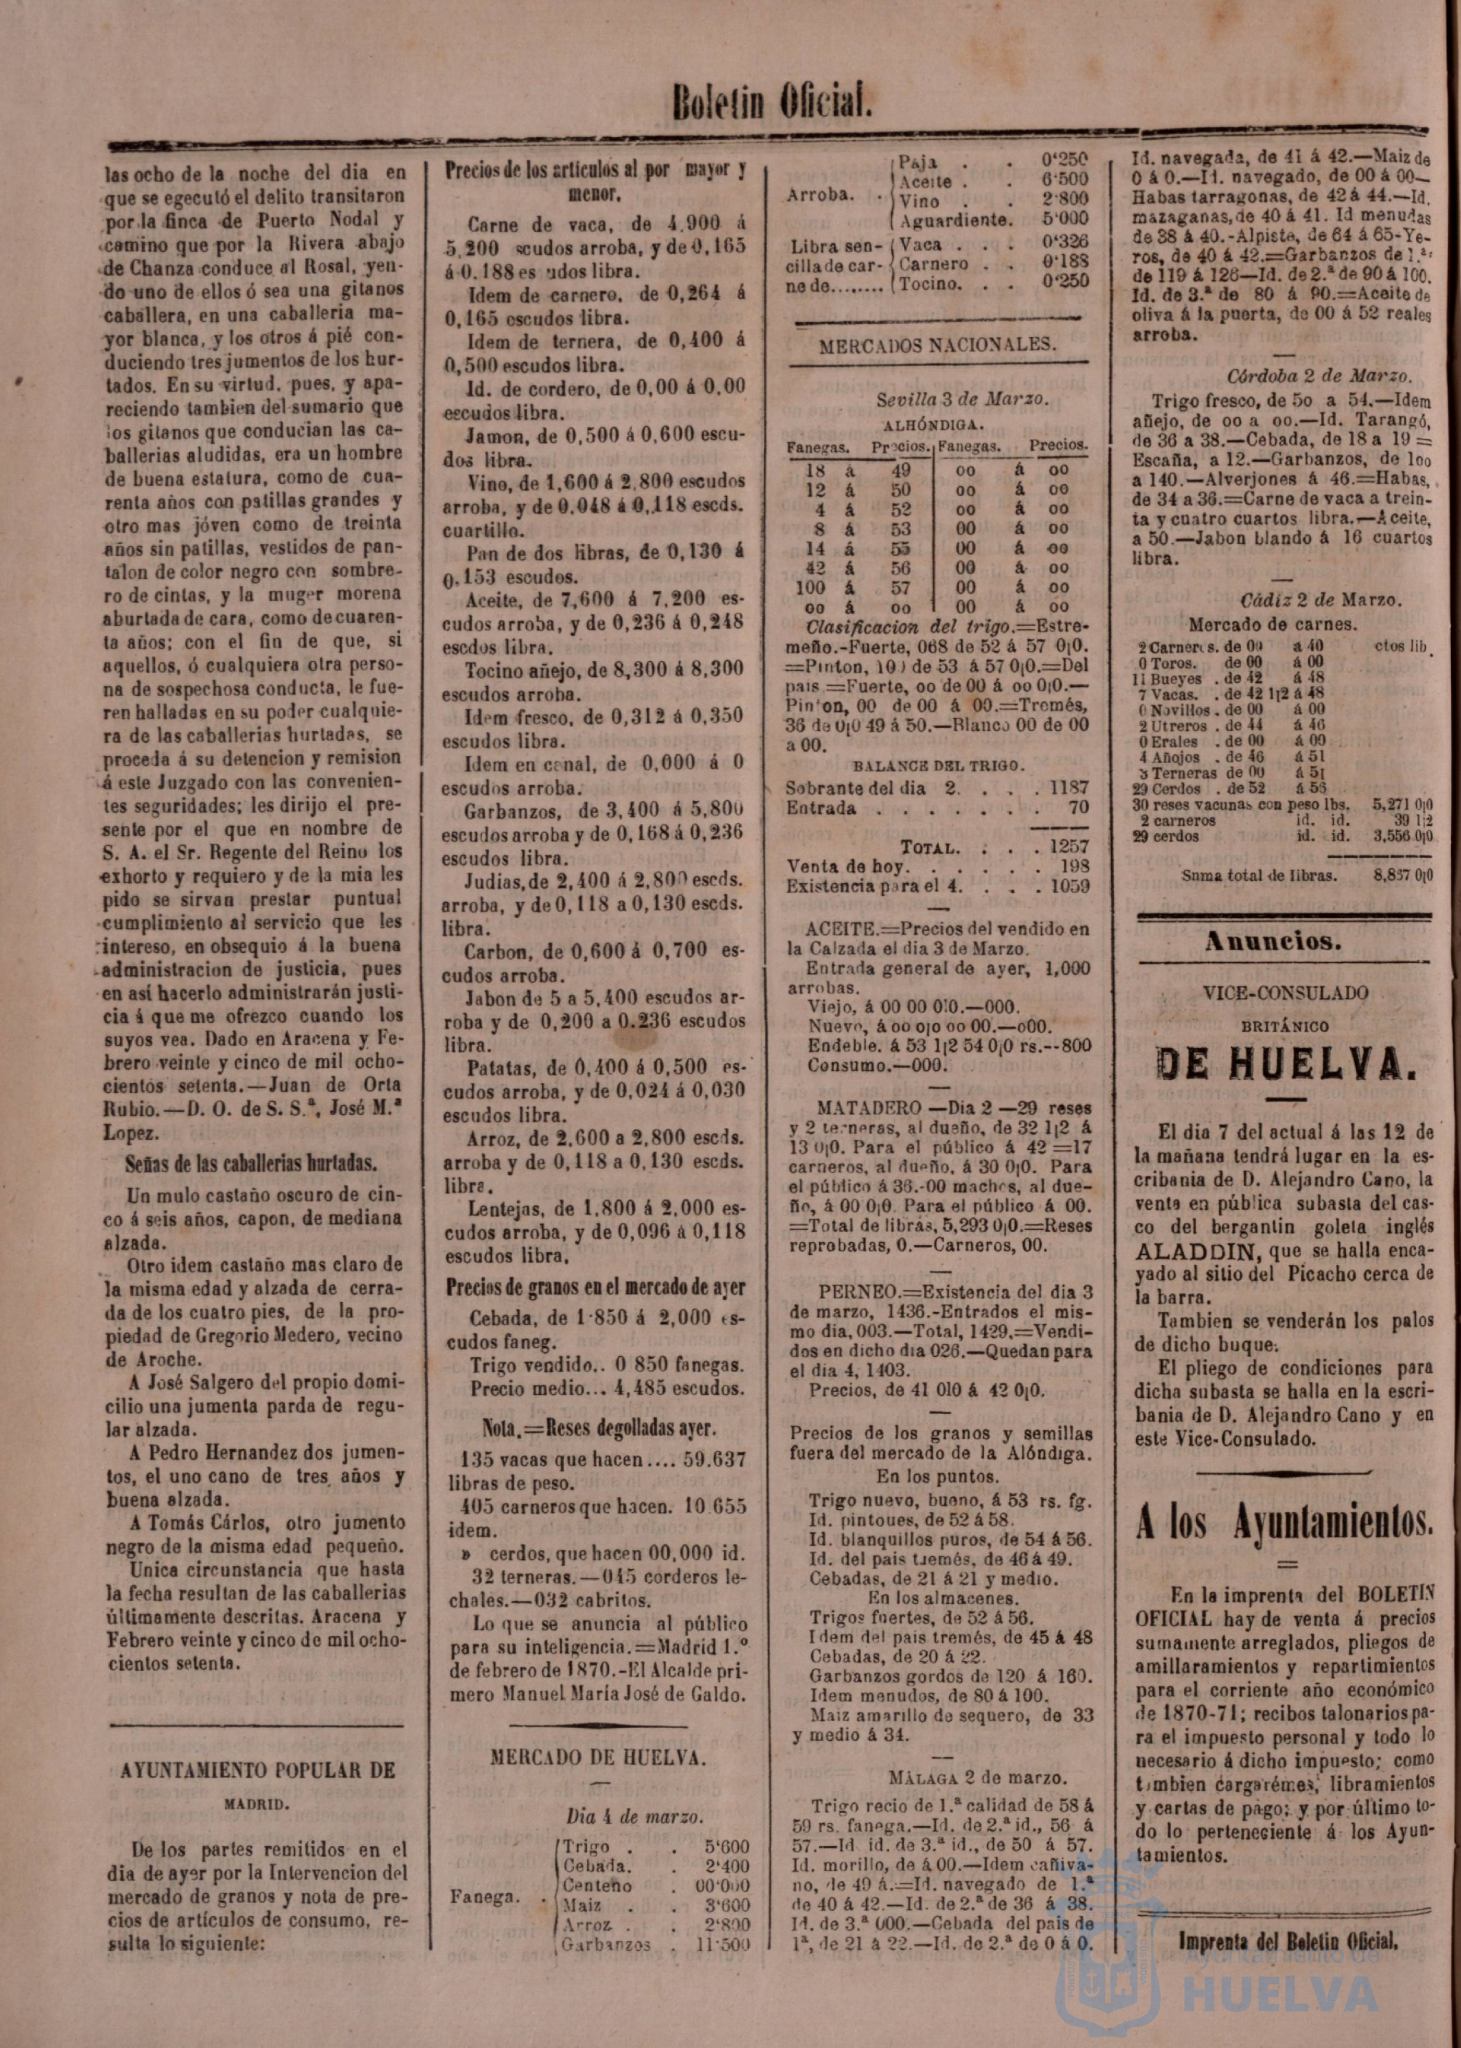 Boletin Oficial.
las ocho de la noche del dia en
que se egecutó el delito transitaron
por la finca de Puerto Nodal y
camino que por la Rivera abajo
de Chanza conduce al Rosal, yen-
do uno de ellos ó sea una gitanos
caballera, en una caballeria ma-
yor blanca, y los otros á pié con-
duciendo tres jumentos de los hur-
tados. En su virtud, pues, y apa-
reciendo tambien del sumario que
los gitanos que conducian las ca-
ballerias aludidas, era un hombre
de buena estatura, como de cua-
renta años con patillas grandes y
otro mas jóven como de treinta
años sin patillas, vestidos de pan-
talon de color negro con sombre-
ro de cintas, y la muger morena
aburtada de cara, como de cuaren-
ta años; con el fin de que, si
aquellos, ó cualquiera otra perso-
na de sospechosa conducta, le fue-
ren halladas en su poder cualquie-
ra de las caballerias hurtadas, se
proceda á su detencion y remision
á este Juzgado con las convenien-
tes seguridades; les dirijo el pre-
sente por el que en nombre de
S. A. el Sr. Regente del Reino los
exhorto y requiero y de la mia les
pido se sirvan prestar puntual
cumplimiento al servicio que les
intereso, en obsequio á la buena
administracion de justicia, pues
en así hacerlo administrarán justi-
cia á que me ofrezco cuando los
suyos vea. Dado en Aracena y Fe-
brero veinte y cinco de mil ocho-
cientos setenta.—Juan de Orta
Rubio.—D. O. de S. S.ª, José M.ª
Lopez.
Señas de las caballerias hurtadas.
Un mulo castaño oscuro de cin-
co á seis años, capon, de mediana
alzada.
Otro idem castaño mas claro de
la misma edad y alzada de cerra-
da de los cuatro pies, de la pro-
piedad de Gregorio Medero, vecino
de Aroche.
A José Salgero del propio domi-
cilio una jumenta parda de regu-
lar alzada.
A Pedro Hernandez dos jumen-
tos, el uno cano de tres años y
buena alzada.
A Tomás Cárlos, otro jumento
negro de la misma edad pequeño.
Unica circunstancia que hasta
la fecha resultan de las caballerias
últimamente descritas. Aracena y
Febrero veinte y cinco de mil ocho-
cientos setenta.
AYUNTAMIENTO POPULAR DE
MADRID.
De los partes remitidos en el
dia de ayer por la Intervencion del
mercado de granos y nota de pre-
cios de artículos de consumo, re-
sulta lo siguiente:
Precios de los articulos al por mayor y
menor.
Carne de vaca, de 4,900 á
5,200 scudos arroba, y de 0,165
á 0.188 es udos libra.
Idem de carnero, de 0,264 á
0,165 escudos libra.
Idem de ternera, de 0,400 á
0,500 escudos libra.
Id. de cordero, de 0,00 á 0,00
escudos libra.
Jamon, de 0,500 á 0,600 escu-
dos libra.
Vino, de 1,600 á 2,800 escudos
arroba, y de 0.048 á 0,118 escds.
cuartillo.
Pan de dos libras, de 0,130 á
0.153 escudos.
Aceite, de 7,600 á 7,200 es-
cudos arroba, y de 0,236 á 0,248
escdos libra.
Tocino añejo, de 8,300 á 8,300
escudos arroba.
Idem fresco, de 0,312 á 0,350
escudos libra.
Idem en canal, de 0,000 á 0
escudos arroba.
Garbanzos, de 3,400 á 5,800
escudos arroba y de 0,168 á 0,236
escudos libra.
Judias, de 2,400 á 2,800 escds.
arroba, y de 0,118 a 0,130 escds.
libra.
Carbon, de 0,600 á 0,700 es-
cudos arroba.
Jabon de 5 a 5,400 escudos ar-
roba y de 0,200 a 0.236 escudos
libra.
Patatas, de 0,400 á 0,500 es-
cudos arroba, y de 0,024 á 0,030
escudos libra.
Arroz, de 2,600 a 2,800 escds.
arroba y de 0,118 a 0,130 escds.
libra.
Lentejas, de 1,800 á 2,000 es-
cudos arroba, y de 0,096 à 0,118
escudos libra,
Precios de granos en el mercado de ayer
Cebada, de 1·850 á 2,000 es-
cudos faneg.
Trigo vendido.. 0 850 fanegas.
Precio medio... 4,485 escudos.
Nota.=Reses degolladas ayer.
135 vacas que hacen.... 59.637
libras de peso.
405 carneros que hacen. 10.655
idem.
» cerdos, que hacen 00,000 id.
32 terneras.—045 corderos le-
chales.—032 cabritos.
Lo que se anuncia al público
para su inteligencia.=Madrid 1.º
de febrero de 1870.-El Alcalde pri-
mero Manuel María José de Galdo.
MERCADO DE HUELVA.
Dia 4 de marzo.
Trigo . . 5'600
Cebada. . 2'400
Centeno . 00'000
Fanega. . Maiz . . 3'600
Arroz . . 2'800
Garbanzos . 11'500
Paja . . 0'250
Aceite . . 6'500
Arroba. . Vino . . 2'800
Aguardiente. 5'000
Libra sen- Vaca . . . 0'326
cilla de car- Carnero . . 0'188
ne de........ Tocino. . . 0'250
MERCADOS NACIONALES.
Sevilla 3 de Marzo.
ALHÓNDIGA.
Fanegas. Precios. Fanegas. Precios.
18 á 49 00 á 00
12 á 50 00 á 00
4 á 52 00 á 00
8 á 53 00 á 00
14 á 55 00 á 00
42 á 56 00 á 00
100 á 57 00 á 00
00 á 00 00 á 00
Clasificacion del trigo.=Estre-
meño.-Fuerte, 068 de 52 á 57 0¡0.
=Pinton, 10) de 53 á 57 0¡0.=Del
pais.=Fuerte, 00 de 00 á 00 0¡0.—
Pinton, 00 de 00 á 00.=Tremés,
36 de 0¡0 49 á 50.—Blanco 00 de 00
a 00.
BALANCE DEL TRIGO.
Sobrante del dia 2. . . . 1187
Entrada . . . . . . . 70
TOTAL. . . . 1257
Venta de hoy. . . . . . 198
Existencia para el 4. . . . 1059
ACEITE.=Precios del vendido en
la Calzada el dia 3 de Marzo.
Entrada general de ayer, 1,000
arrobas.
Viejo, á 00 00 0!0.—000.
Nuevo, á 00 0¡0 00 00.—000.
Endeble. á 53 1¡2 54 0¡0 rs.--800
Consumo.—000.
MATADERO —Dia 2 —29 reses
y 2 terneras, al dueño, de 32 1¡2 á
13 0¡0. Para el público á 42=17
carneros, al dueño, á 30 0¡0. Para
el público á 36.-00 machos, al due-
ño, á 00 0¡0. Para el público á 00.
=Total de libras, 5,293 0¡0.=Reses
reprobadas, 0.—Carneros, 00.
PERNEO.=Existencia del dia 3
de marzo, 1436.-Entrados el mis-
mo dia, 003.—Total, 1429.=Vendi-
dos en dicho dia 026.—Quedan para
el dia 4, 1403.
Precios, de 41 010 á 42 0¡0.
Precios de los granos y semillas
fuera del mercado de la Alóndiga.
En los puntos.
Trigo nuevo, bueno, á 53 rs. fg.
Id. pintoues, de 52 á 58.
Id. blanquillos puros, de 54 á 56.
Id. del pais tremés, de 46 á 49.
Cebadas, de 21 á 21 y medio.
En los almacenes.
Trigos fuertes, de 52 á 56.
Idem del pais tremés, de 45 á 48
Cebadas, de 20 á 22.
Garbanzos gordos de 120 á 160.
Idem menudos, de 80 á 100.
Maiz amarillo de sequero, de 33
y medio á 34.
MÁLAGA 2 de marzo.
Trigo recio de 1.ª calidad de 58 á
59 rs. fanega.—Id. de 2.ª id., 56 á
57.—Id. id. de 3.ª id., de 50 á 57.
Id. morillo, de á 00.—Idem cañiva-
no, de 49 á.=Id. navegado de 1.ª
de 40 á 42.—Id. de 2.ª de 36 á 38.
Id. de 3.ª 000.—Cebada del pais de
1ª, de 21 á 22.—Id. de 2.ª de 0 á 0.
Id. navegada, de 41 á 42.—Maiz de
0 á 0.—Id. navegado, de 00 á 00—
Habas tarragonas, de 42 á 44.—Id.
mazaganas, de 40 á 41. Id menudas
de 38 á 40.-Alpiste, de 64 á 65-Ye-
ros, de 40 á 42.=Garbanzos de 1.ª
de 119 á 126—Id. de 2.ª de 90 á 100.
Id. de 3.ª de 80 á 90.=Aceite de
oliva á la puerta, de 00 á 52 reales
arroba.
Córdoba 2 de Marzo.
Trigo fresco, de 50 a 54.—Idem
añejo, de 00 a 00.—Id. Tarangó,
de 36 a 38.—Cebada, de 18 a 19=
Escaña, a 12.—Garbanzos, de 100
a 140.—Alverjones á 46.=Habas,
de 34 a 36.=Carne de vaca a trein-
ta y cuatro cuartos libra.—Aceite,
a 50.—Jabon blando á 16 cuartos
libra.
Cádiz 2 de Marzo.
Mercado de carnes.
2 Carneros. de 00 a 40 ctos lib.
0 Toros. de 00 á 00
11 Bueyes . de 42 á 48
7 Vacas. . de 42 1¡2 á 48
0 Novillos . de 00 á 00
2 Utreros . de 44 á 46
0 Erales . de 00 á 00
4 Añojos . de 46 á 51
3 Terneras de 00 á 51
29 Cerdos . de 52 á 56
30 reses vacunas con peso lbs. 5,271 0¡0
2 carneros id. id. 39 1¡2
29 cerdos id. id. 3,556 0¡0
Suma total de libras. 8,867 0¡0
Anuncios.
VICE-CONSULADO
BRITÁNICO
DE HUELVA.
El dia 7 del actual á las 12 de
la mañana tendrá lugar en la es-
cribania de D. Alejandro Cano, la
venta en pública subasta del cas-
co del bergantin goleta inglés
ALADDIN, que se halla enca-
yado al sitio del Picacho cerca de
la barra.
Tambien se venderán los palos
de dicho buque.
El pliego de condiciones para
dicha subasta se halla en la escri-
bania de D. Alejandro Cano y en
este Vice-Consulado.
A los Ayuntamientos.
En la imprenta del BOLETIN
OFICIAL hay de venta á precios
sumamente arreglados, pliegos de
amillaramientos y repartimientos
para el corriente año económico
de 1870-71; recibos talonarios pa-
ra el impuesto personal y todo lo
necesario á dicho impuesto; como
tambien cargarémes, libramientos
y cartas de pago; y por último to-
do lo perteneciente á los Ayun-
tamientos.
Imprenta del Boletin Oficial.
Ayuntamiento de
HUELVA